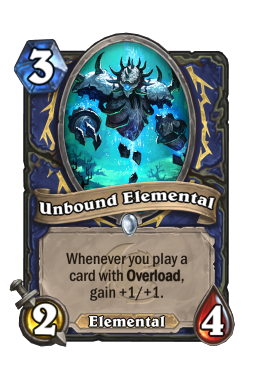 3
Unbound Elemental
Whenever you play a
card with Overload,
gain +1/+1.
2
Elemental
4